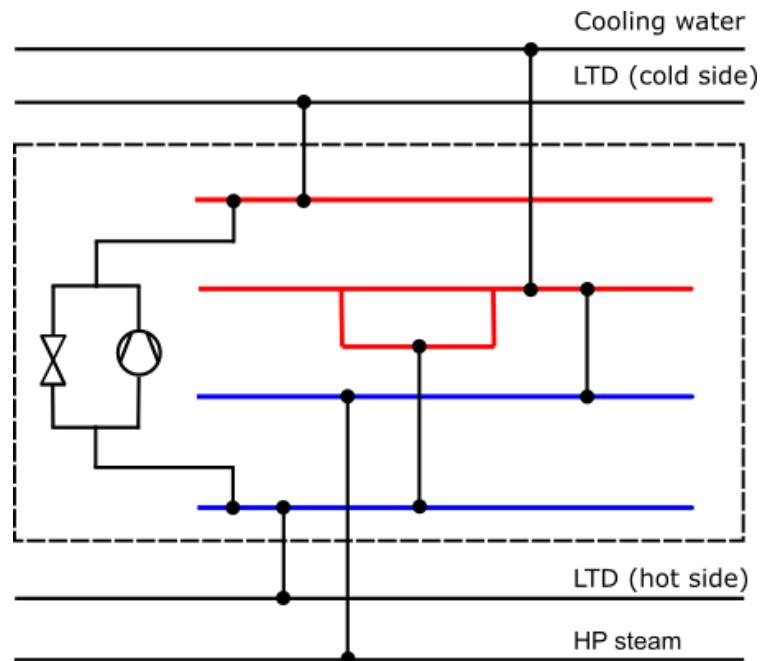 Cooling water
LTD (cold side)
LTD (hot side)
HP steam